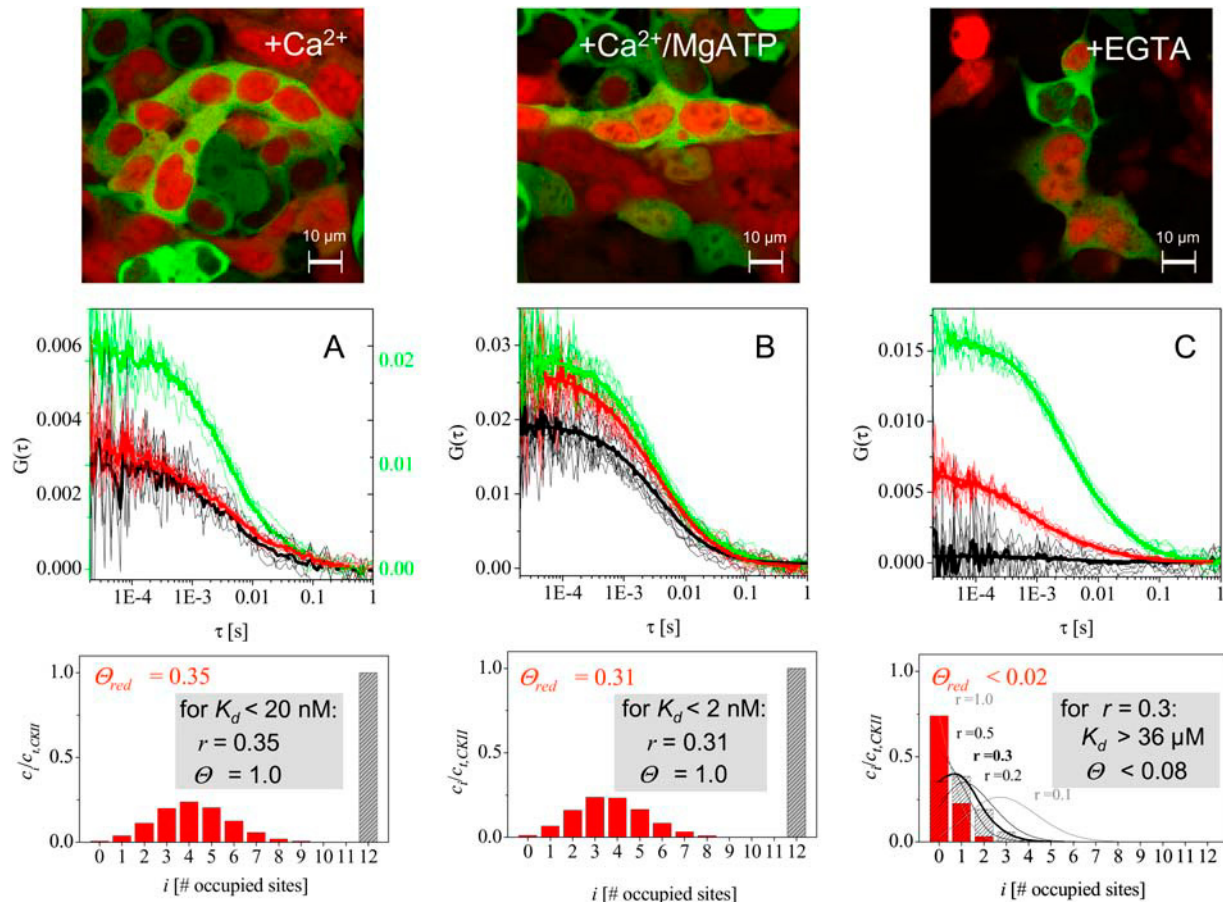 +Ca²⁺
10 µm
+Ca²⁺/MgATP
10 µm
+EGTA
10 µm
A
G(τ)
0.006
0.004
0.002
0.000
0.02
0.01
0.00
1E-4 1E-3 0.01 0.1 1
τ [s]
B
G(τ)
0.03
0.02
0.01
0.00
1E-4 1E-3 0.01 0.1 1
τ [s]
C
G(τ)
0.015
0.010
0.005
0.000
1E-4 1E-3 0.01 0.1 1
τ [s]
cᵢ/c t,CKII
1.0
0.5
0.0
Θred = 0.35
for Kd < 20 nM:
r = 0.35
Θ = 1.0
0 1 2 3 4 5 6 7 8 9 10 11 12
i [# occupied sites]
cᵢ/c t,CKII
1.0
0.5
0.0
Θred = 0.31
for Kd < 2 nM:
r = 0.31
Θ = 1.0
0 1 2 3 4 5 6 7 8 9 10 11 12
i [# occupied sites]
cᵢ/c t,CKII
1.0
0.5
0.0
Θred < 0.02
r =1.0
r =0.5
r =0.3
r =0.2
r =0.1
for r = 0.3:
Kd > 36 µM
Θ < 0.08
0 1 2 3 4 5 6 7 8 9 10 11 12
i [# occupied sites]